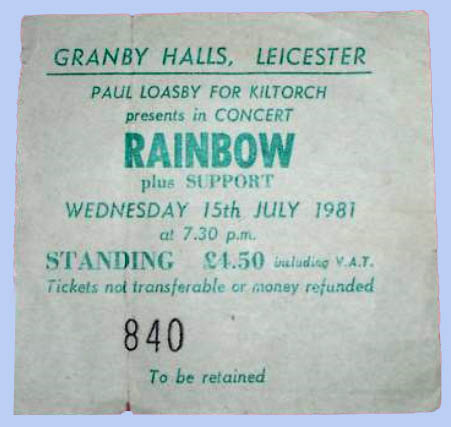 GRANBY HALLS, LEICESTER
PAUL LOASBY FOR KILTORCH
presents in CONCERT
RAINBOW
plus SUPPORT
WEDNESDAY 15th JULY 1981
at 7.30 p.m.
STANDING £4.50 including V.A.T.
Tickets not transferable or money refunded
840
To be retained